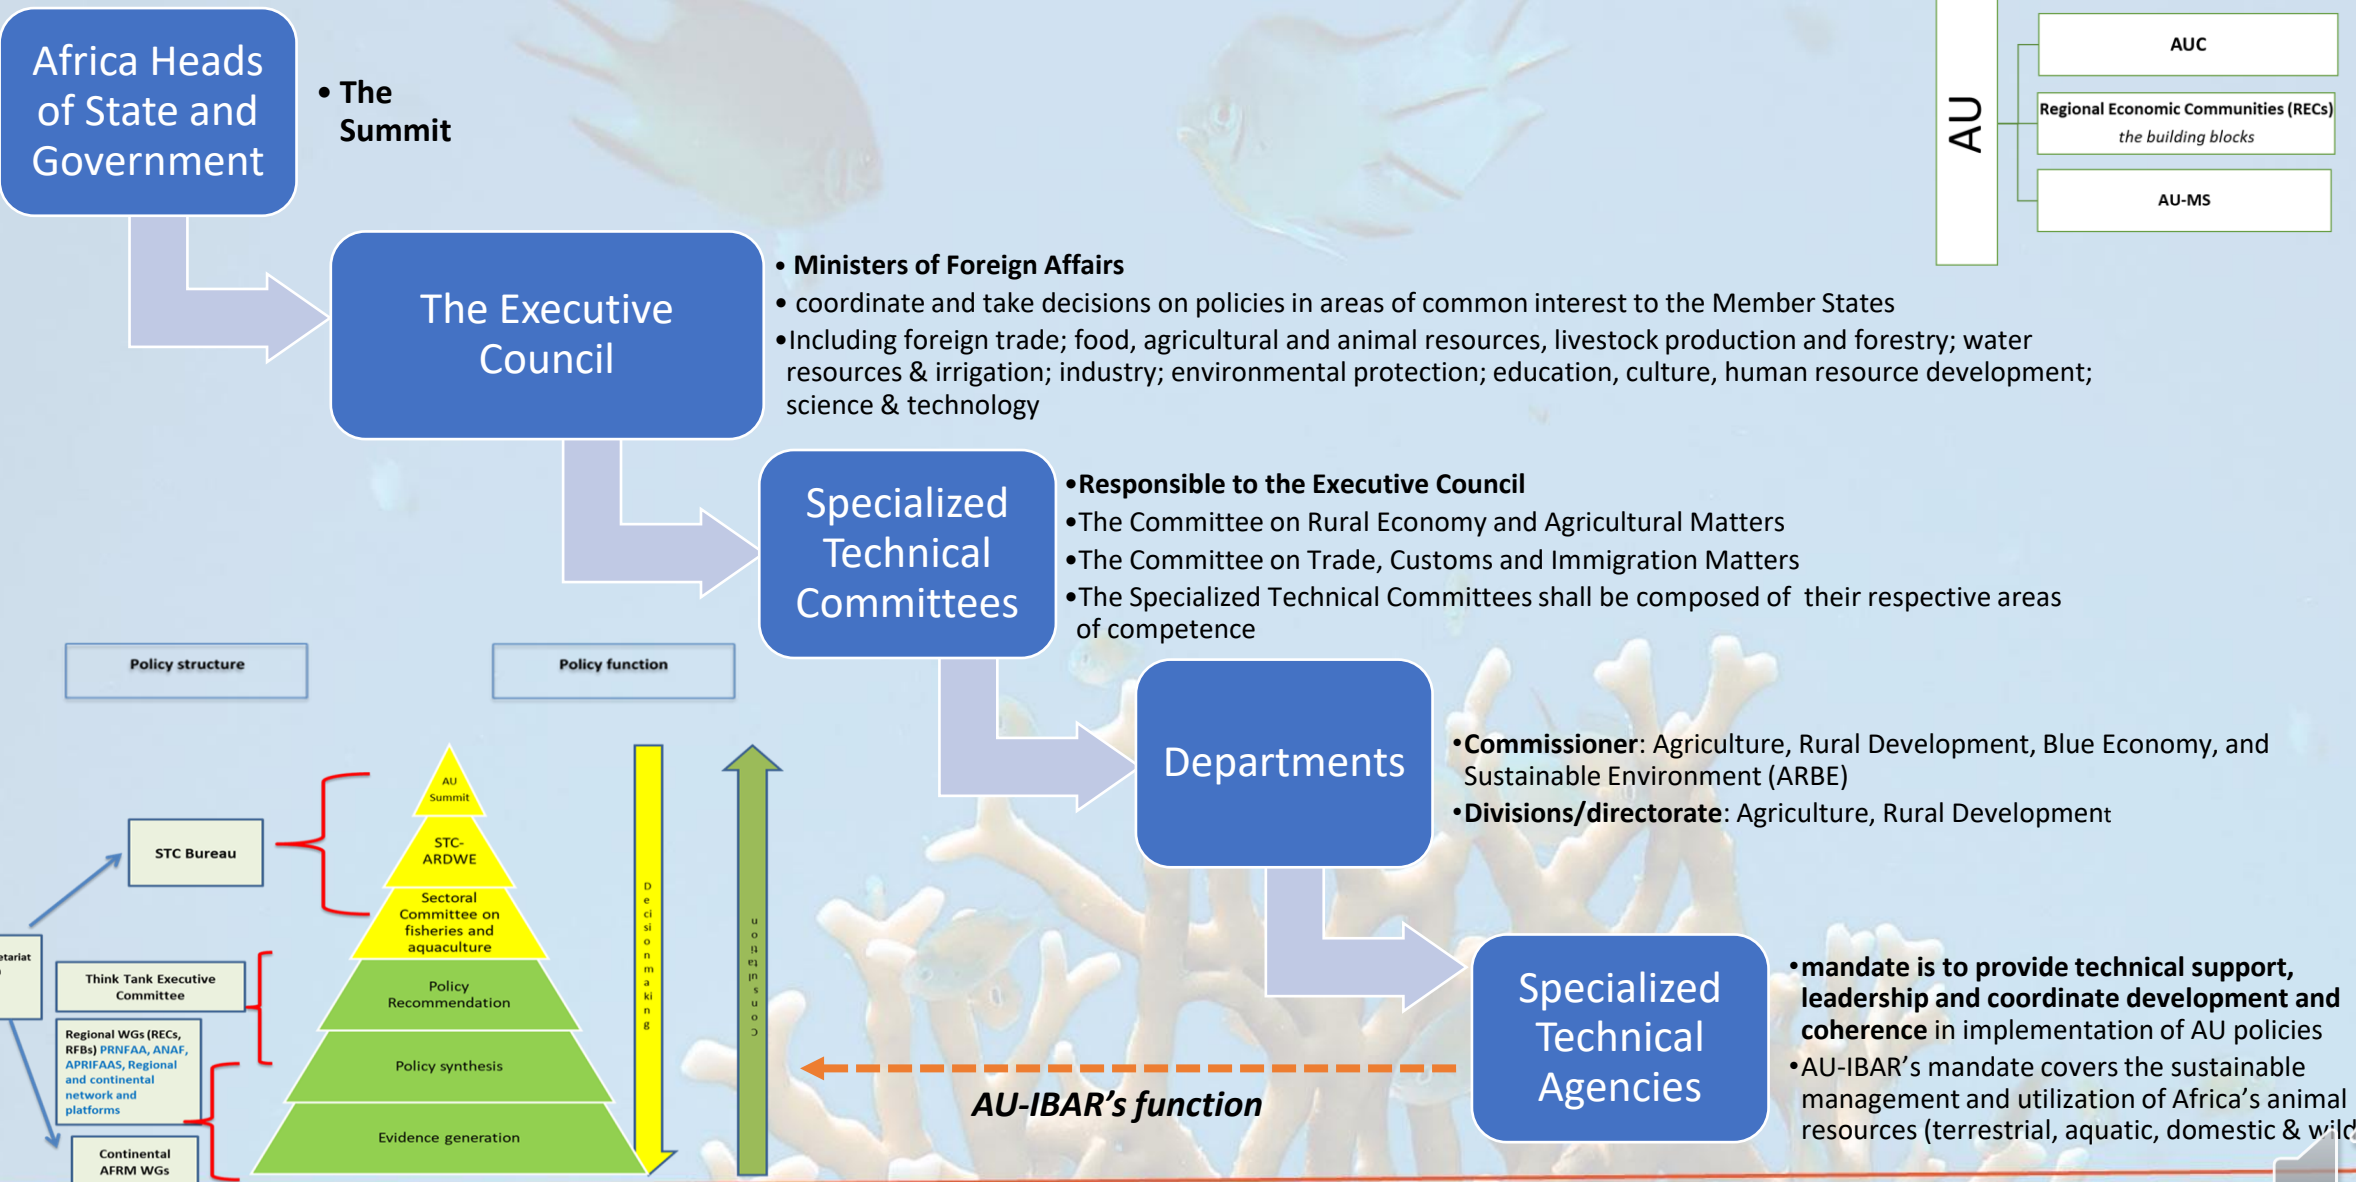 Africa Heads
of State and
Government
• The
Summit
AU
AUC
Regional Economic Communities (RECs)
the building blocks
AU-MS
The Executive
Council
• Ministers of Foreign Affairs
• coordinate and take decisions on policies in areas of common interest to the Member States
•Including foreign trade; food, agricultural and animal resources, livestock production and forestry; water
resources & irrigation; industry; environmental protection; education, culture, human resource development;
science & technology
Specialized
Technical
Committees
•Responsible to the Executive Council
•The Committee on Rural Economy and Agricultural Matters
•The Committee on Trade, Customs and Immigration Matters
•The Specialized Technical Committees shall be composed of their respective areas
of competence
Departments
•Commissioner: Agriculture, Rural Development, Blue Economy, and
Sustainable Environment (ARBE)
•Divisions/directorate: Agriculture, Rural Development
Specialized
Technical
Agencies
•mandate is to provide technical support,
leadership and coordinate development and
coherence in implementation of AU policies
•AU-IBAR's mandate covers the sustainable
management and utilization of Africa's animal
resources (terrestrial, aquatic, domestic & wild
AU-IBAR's function
Policy structure
Policy function
STC Bureau
etariat
Think Tank Executive
Committee
Regional WGs (RECs,
RFBs) PRNFAA, ANAF,
APRIFAAS, Regional
and continental
network and
platforms
Continental
AFRM WGs
AU
Summit
STC-
ARDWE
Sectoral
Committee on
fisheries and
aquaculture
Policy
Recommendation
Policy synthesis
Evidence generation
Decision making
Consultation